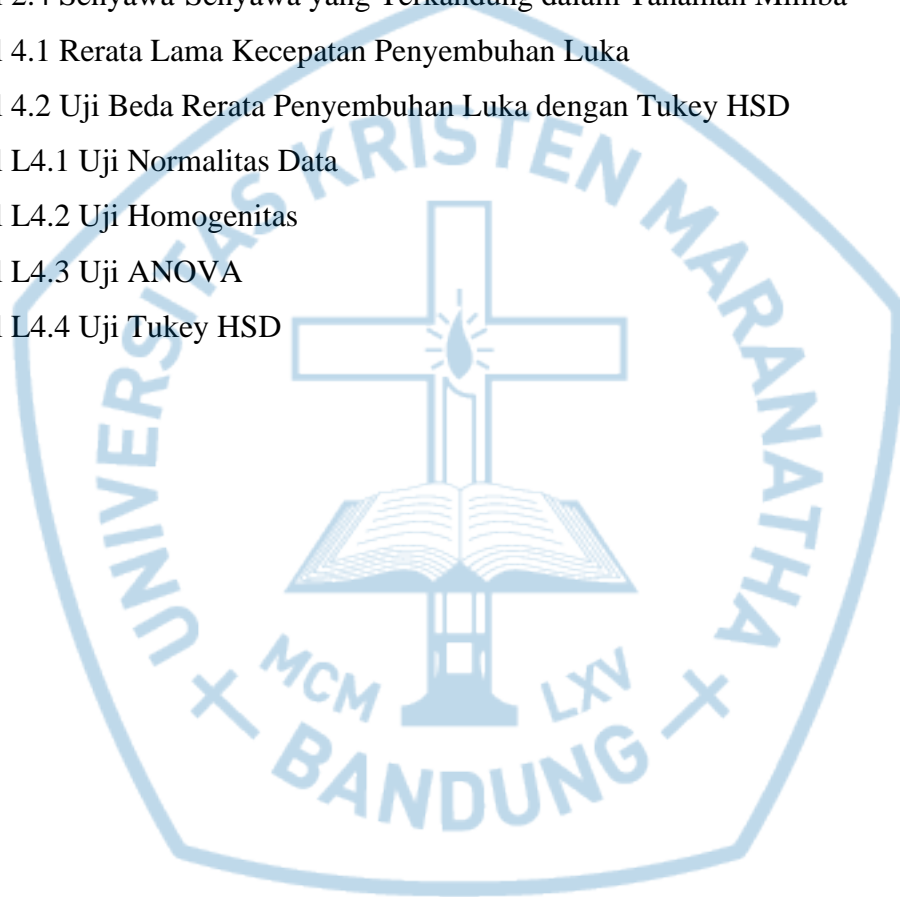 2.4 Senyawa-Senyawa yang Terkandung dalam Tanaman Mimba
l 4.1 Rerata Lama Kecepatan Penyembuhan Luka
l 4.2 Uji Beda Rerata Penyembuhan Luka dengan Tukey HSD
l L4.1 Uji Normalitas Data
l L4.2 Uji Homogenitas
l L4.3 Uji ANOVA
l L4.4 Uji Tukey HSD
UNIVERSITAS KRISTEN MARANATHA
MCM LXV
BANDUNG